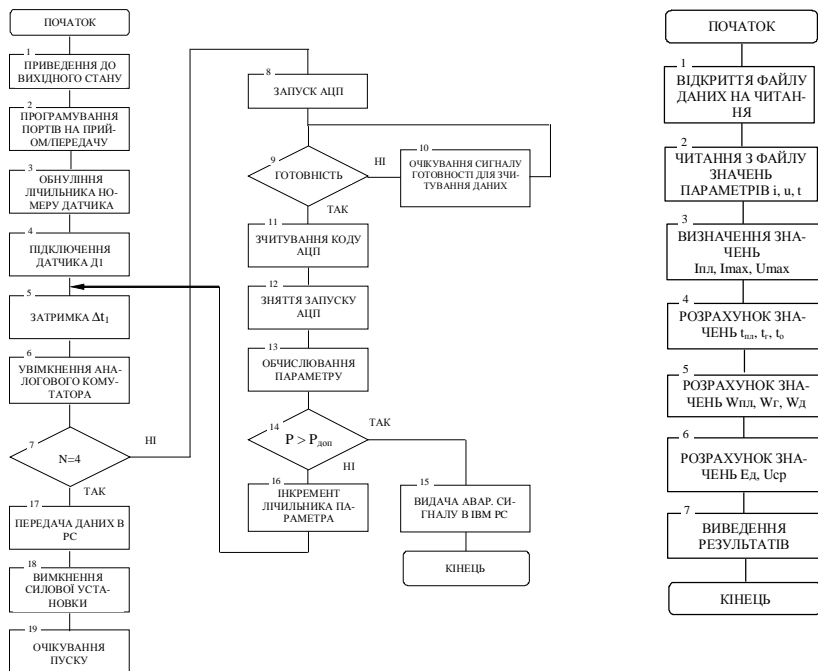 ПОЧАТОК
1
ПРИВЕДЕННЯ ДО
ВИХІДНОГО СТАНУ
2
ПРОГРАМУВАННЯ
ПОРТІВ НА ПРИЙ-
ОМ/ПЕРЕДАЧУ
3
ОБНУЛІННЯ
ЛІЧИЛЬНИКА НО-
МЕРУ ДАТЧИКА
4
ПІДКЛЮЧЕННЯ
ДАТЧИКА Д1
5
ЗАТРИМКА Δt₁
6
УВІМКНЕННЯ АНА-
ЛОГОВОГО КОМУ-
ТАТОРА
7
N=4
НІ
ТАК
17
ПЕРЕДАЧА ДАНИХ В
РС
18
ВИМКНЕННЯ
СИЛОВОЇ УСТА-
НОВКИ
19
ОЧІКУВАННЯ
ПУСКУ
8
ЗАПУСК АЦП
9
ГОТОВНІСТЬ
НІ
ТАК
10
ОЧІКУВАННЯ СИГНАЛУ
ГОТОВНОСТІ ДЛЯ ЗЧИ-
ТУВАННЯ ДАНИХ
11
ЗЧИТУВАННЯ КОДУ
АЦП
12
ЗНЯТТЯ ЗАПУСКУ
АЦП
13
ОБЧИСЛЮВАННЯ
ПАРАМЕТРУ
14
P > Pдоп
ТАК
НІ
16
ІНКРЕМЕНТ
ЛІЧИЛЬНИКА ПА-
РАМЕТРА
15
ВИДАЧА АВАР. СИ-
ГНАЛУ В IBM PC
КІНЕЦЬ
ПОЧАТОК
1
ВІДКРИТТЯ ФАЙЛУ
ДАНИХ НА ЧИТАН-
НЯ
2
ЧИТАННЯ З ФАЙЛУ
ЗНАЧЕНЬ
ПАРАМЕТРІВ i, u, t
3
ВИЗНАЧЕННЯ ЗНА-
ЧЕНЬ
Iпл, Imax, Umax
4
РОЗРАХУНОК ЗНА-
ЧЕНЬ tпл, tг, tо
5
РОЗРАХУНОК ЗНА-
ЧЕНЬ Wпл, Wг, Wд
6
РОЗРАХУНОК ЗНА-
ЧЕНЬ Eд, Uср
7
ВИВЕДЕННЯ
РЕЗУЛЬТАТІВ
КІНЕЦЬ